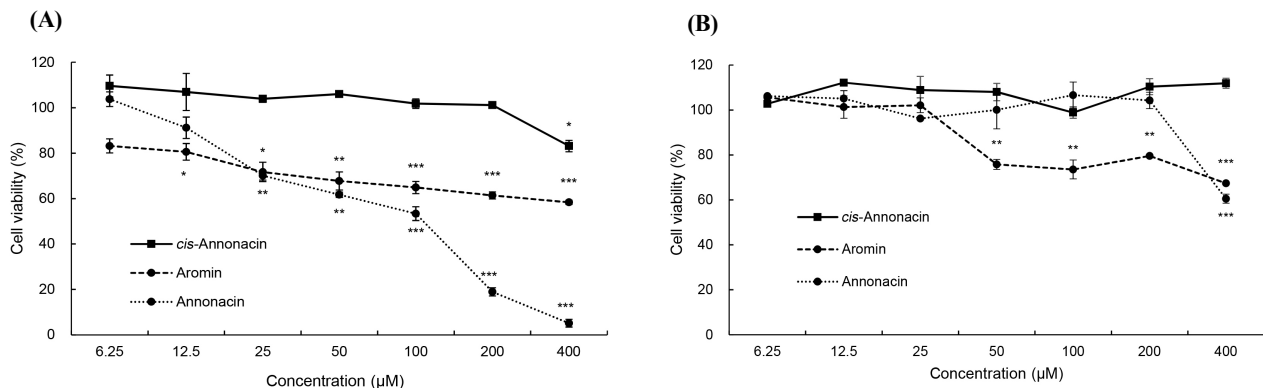 (A)
Cell viability (%)
120
100
80
60
40
20
0
*
*
**
***
***
***
*
**
**
***
***
***
cis-Annonacin
Aromin
Annonacin
6.25 12.5 25 50 100 200 400
Concentration (µM)
(B)
Cell viability (%)
120
100
80
60
40
20
0
**
**
**
***
***
cis-Annonacin
Aromin
Annonacin
6.25 12.5 25 50 100 200 400
Concentration (µM)